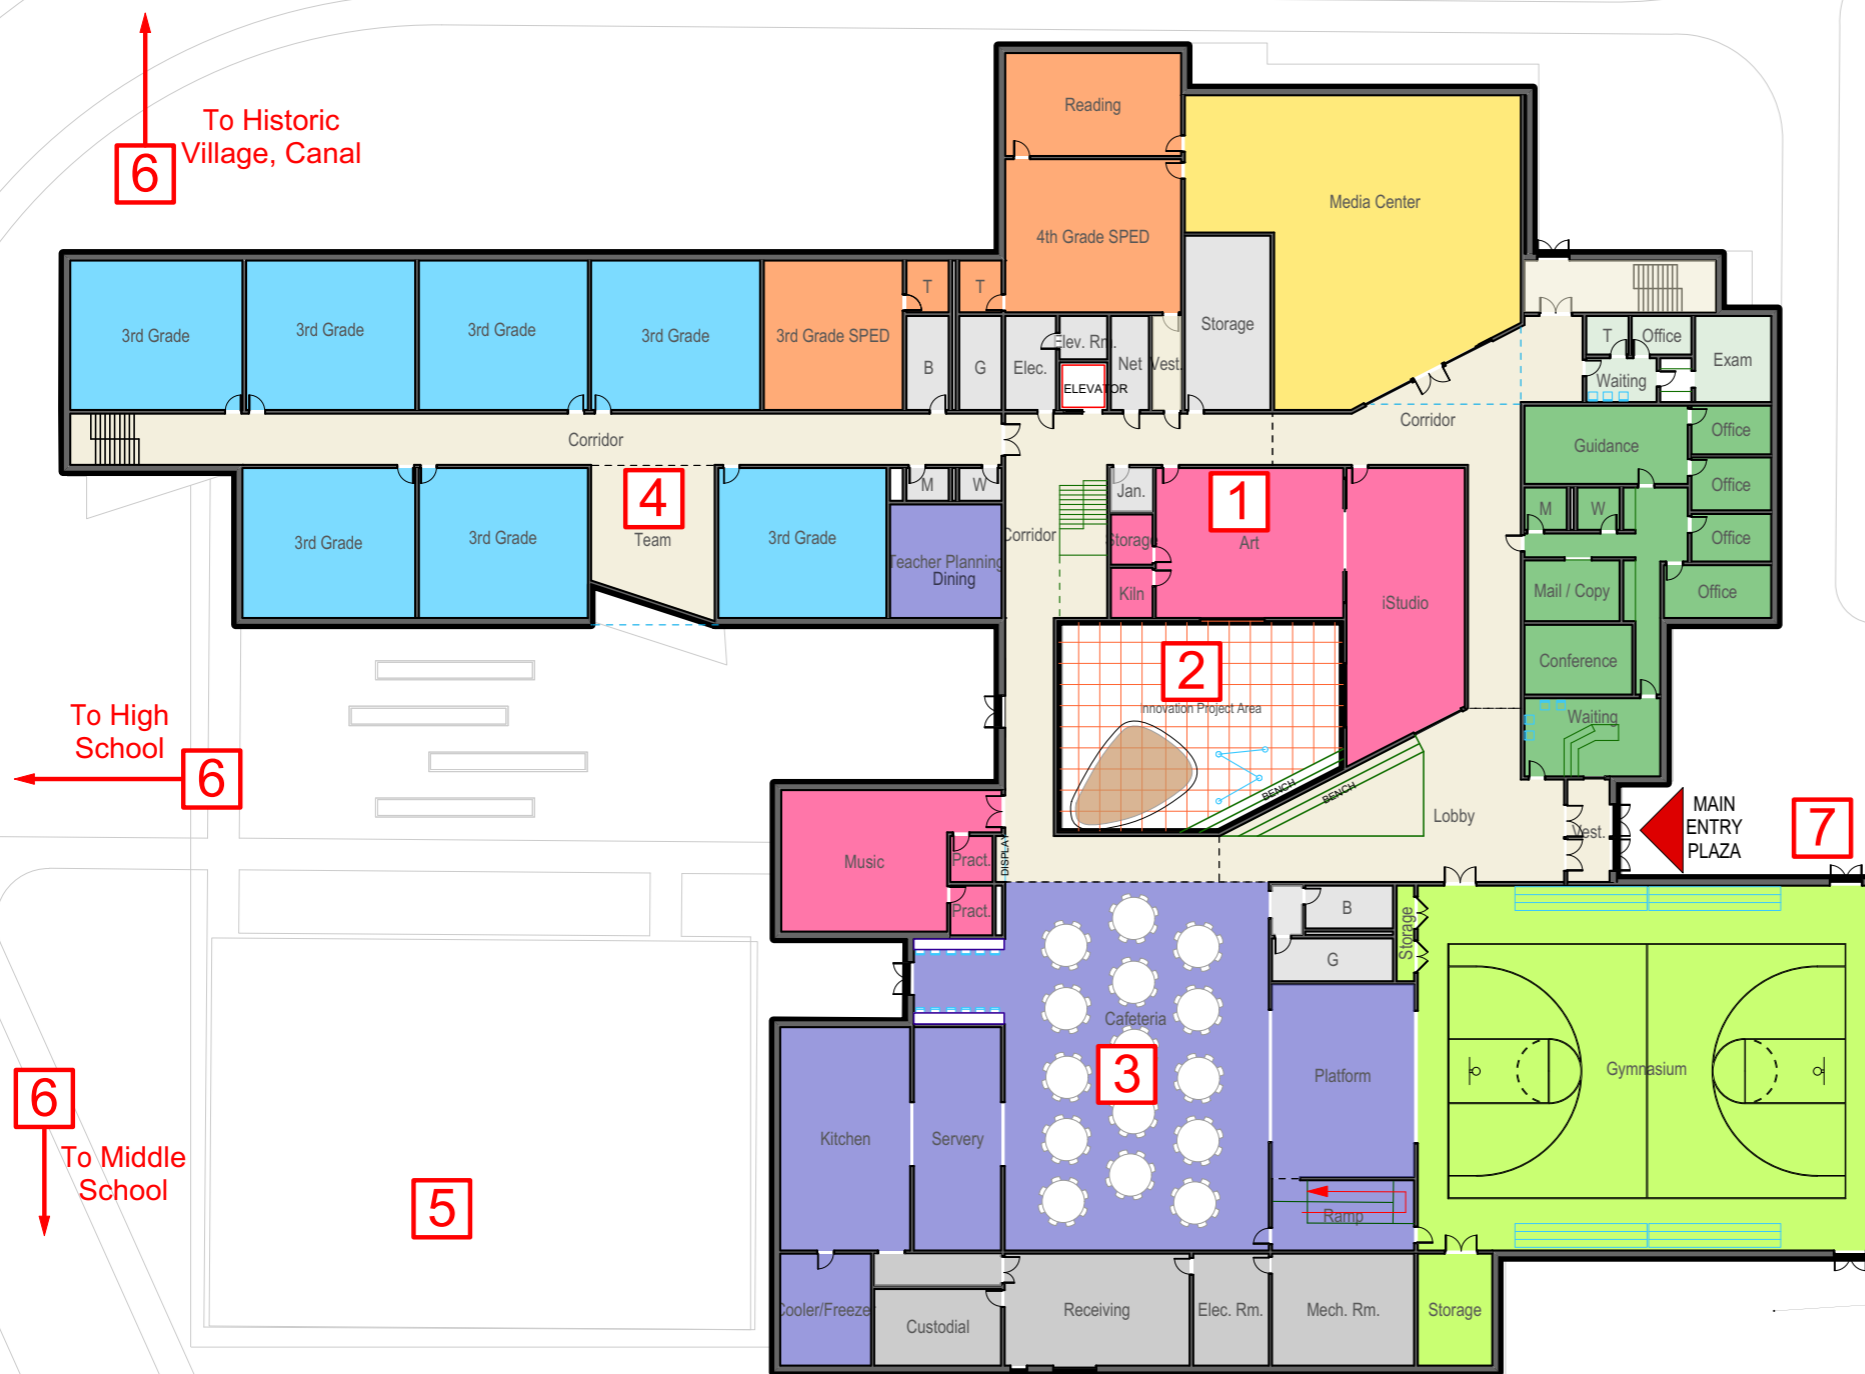 To Historic
Village, Canal
6
Reading
Media Center
4th Grade SPED
3rd Grade
3rd Grade
3rd Grade
3rd Grade
3rd Grade SPED
T
T
B
G
Elec.
Elev. Rm.
ELEVATOR
Net
Vest.
Storage
T
Office
Exam
Waiting
Corridor
Corridor
Guidance
Office
Office
Office
Office
M
W
Mail / Copy
Conference
Waiting
4
Team
3rd Grade
3rd Grade
3rd Grade
M
W
Teacher Planning
Dining
Corridor
Jan.
Storage
Kiln
1
Art
iStudio
2
nnovation Project Area
BENCH
BENCH
To High
School
6
Lobby
Vest.
MAIN
ENTRY
PLAZA
7
Music
Pract.
Pract.
DISPLAY
B
G
Storage
Cafeteria
3
Platform
Gymnasium
Kitchen
Servery
Ramp
6
To Middle
School
5
Cooler/Freezer
Custodial
Receiving
Elec. Rm.
Mech. Rm.
Storage